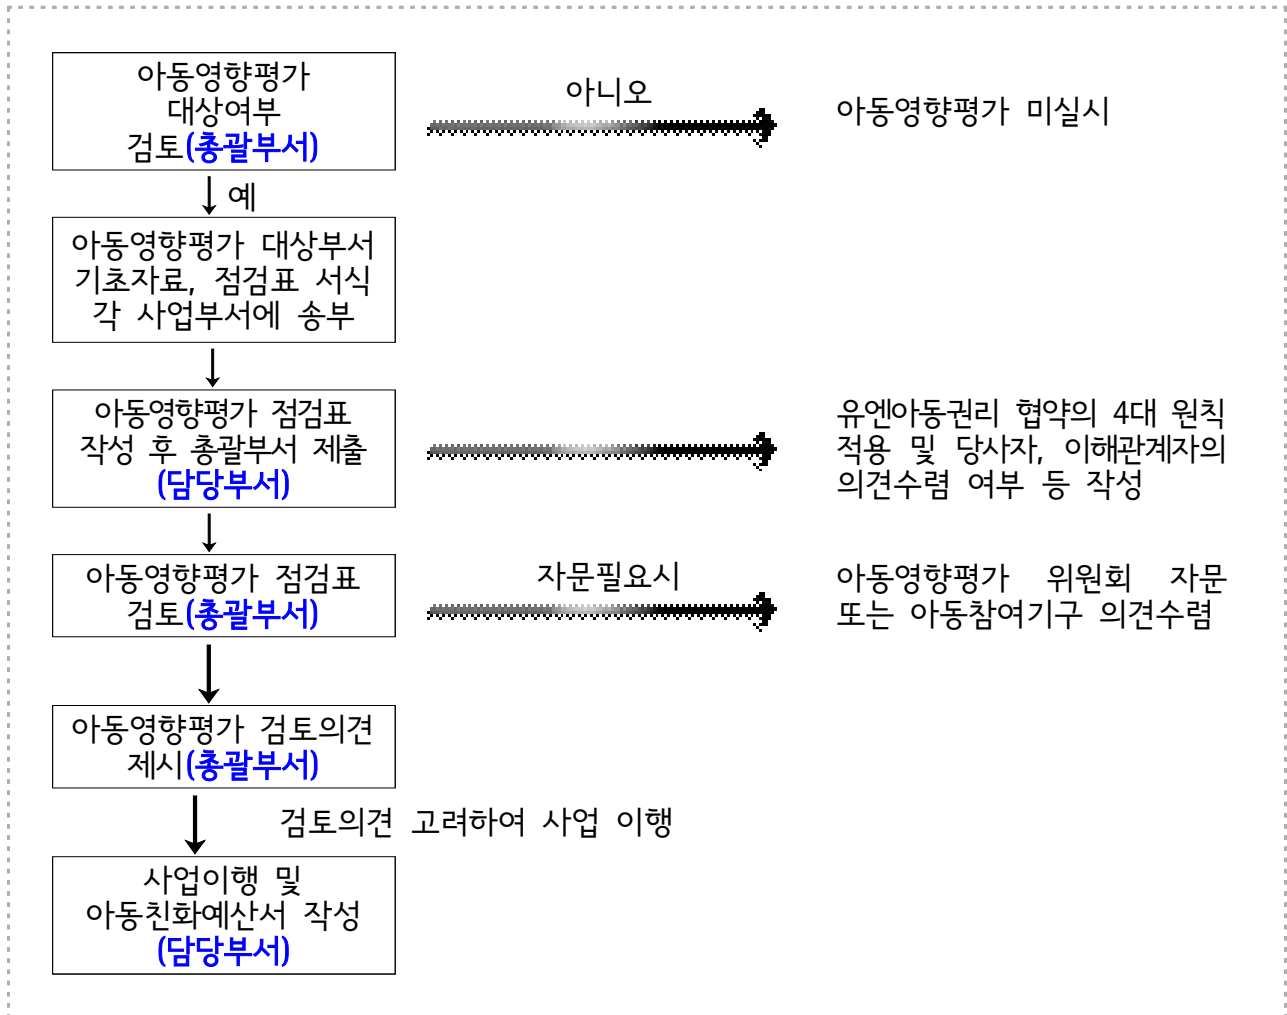 아동영향평가
대상여부
검토(총괄부서)
아니오
아동영향평가 미실시
예
아동영향평가 대상부서
기초자료, 점검표 서식
각 사업부서에 송부
아동영향평가 점검표
작성 후 총괄부서 제출
(담당부서)
유엔아동권리 협약의 4대 원칙
적용 및 당사자, 이해관계자의
의견수렴 여부 등 작성
아동영향평가 점검표
검토(총괄부서)
자문필요시
아동영향평가 위원회 자문
또는 아동참여기구 의견수렴
아동영향평가 검토의견
제시(총괄부서)
검토의견 고려하여 사업 이행
사업이행 및
아동친화예산서 작성
(담당부서)